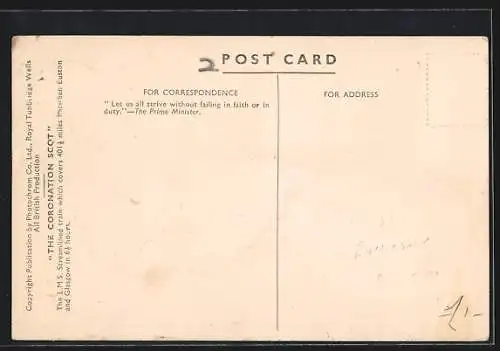 2
POST CARD
FOR CORRESPONDENCE
" Let us all strive without failing in faith or in
duty."—The Prime Minister.
FOR ADDRESS
Copyright Publication by Photochrom Co., Ltd., Royal Tunbridge Wells
All British Production
"THE CORONATION SCOT"
The L.M.S. Streamlined train which covers 401½ miles between Euston
and Glasgow in 6½ hours.